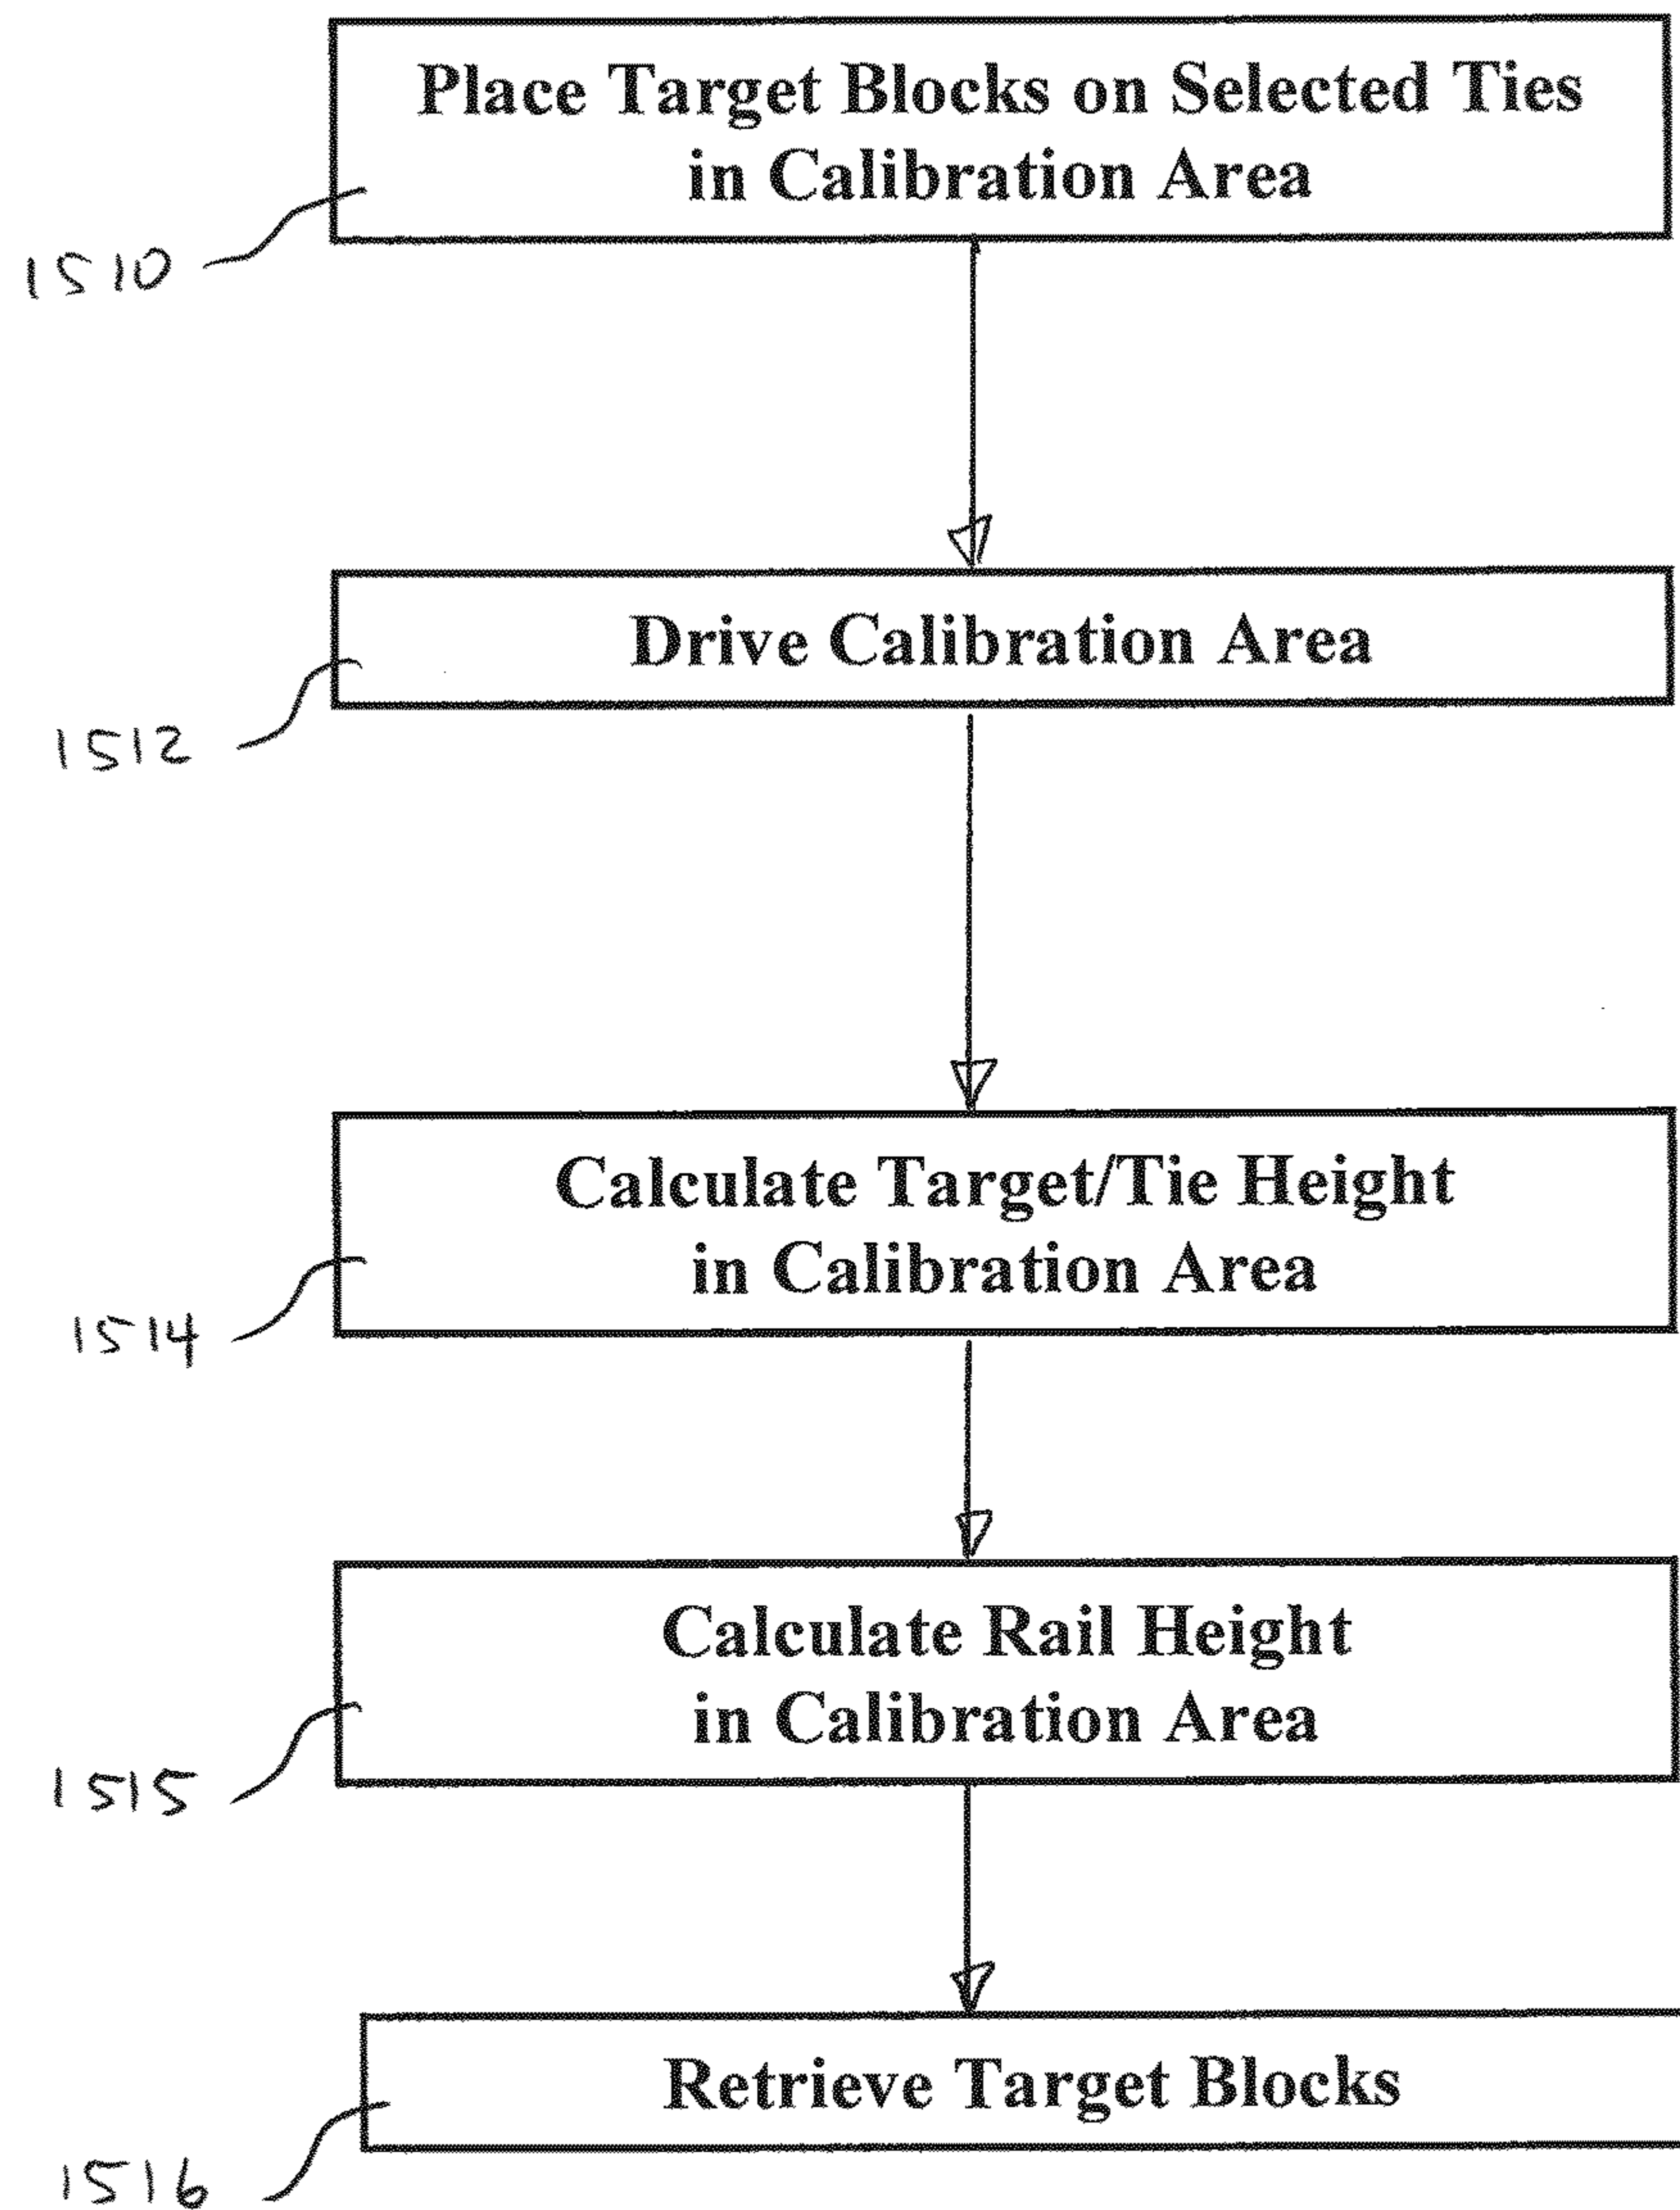 Place Target Blocks on Selected Ties
in Calibration Area
1510
Drive Calibration Area
1512
Calculate Target/Tie Height
in Calibration Area
1514
Calculate Rail Height
in Calibration Area
1515
Retrieve Target Blocks
1516